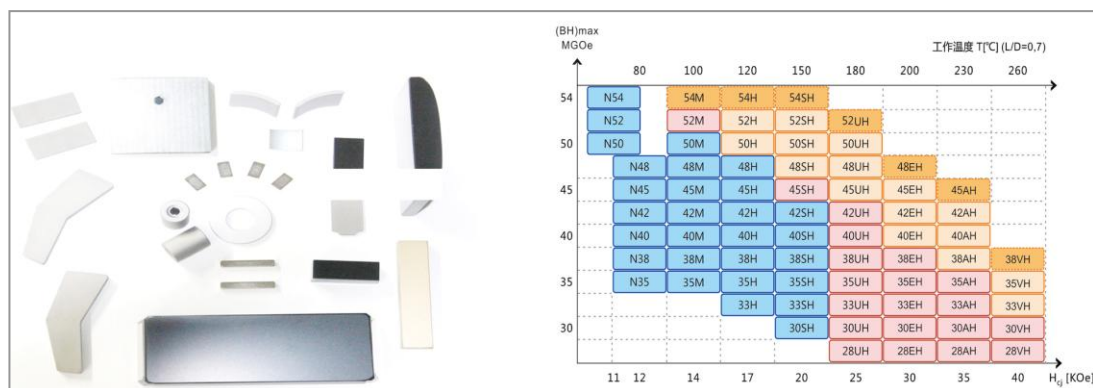 (BH)max
MGOe
工作温度 T[℃] (L/D=0,7)
80 100 120 150 180 200 230 260
54 N54 54M 54H 54SH
N52 52M 52H 52SH 52UH
50 N50 50M 50H 50SH 50UH
N48 48M 48H 48SH 48UH 48EH
45 N45 45M 45H 45SH 45UH 45EH 45AH
N42 42M 42H 42SH 42UH 42EH 42AH
40 N40 40M 40H 40SH 40UH 40EH 40AH
N38 38M 38H 38SH 38UH 38EH 38AH 38VH
35 N35 35M 35H 35SH 35UH 35EH 35AH 35VH
33H 33SH 33UH 33EH 33AH 33VH
30 30SH 30UH 30EH 30AH 30VH
28UH 28EH 28AH 28VH
11 12 14 17 20 25 30 35 40 Hcj [KOe]